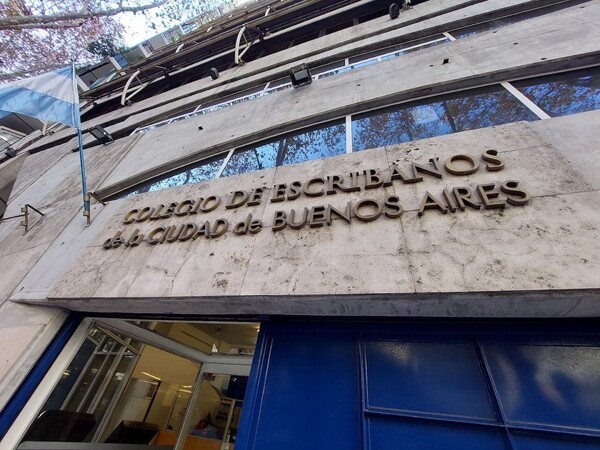 COLEGIO DE ESCRIBANOS
de la CIUDAD de BUENOS AIRES